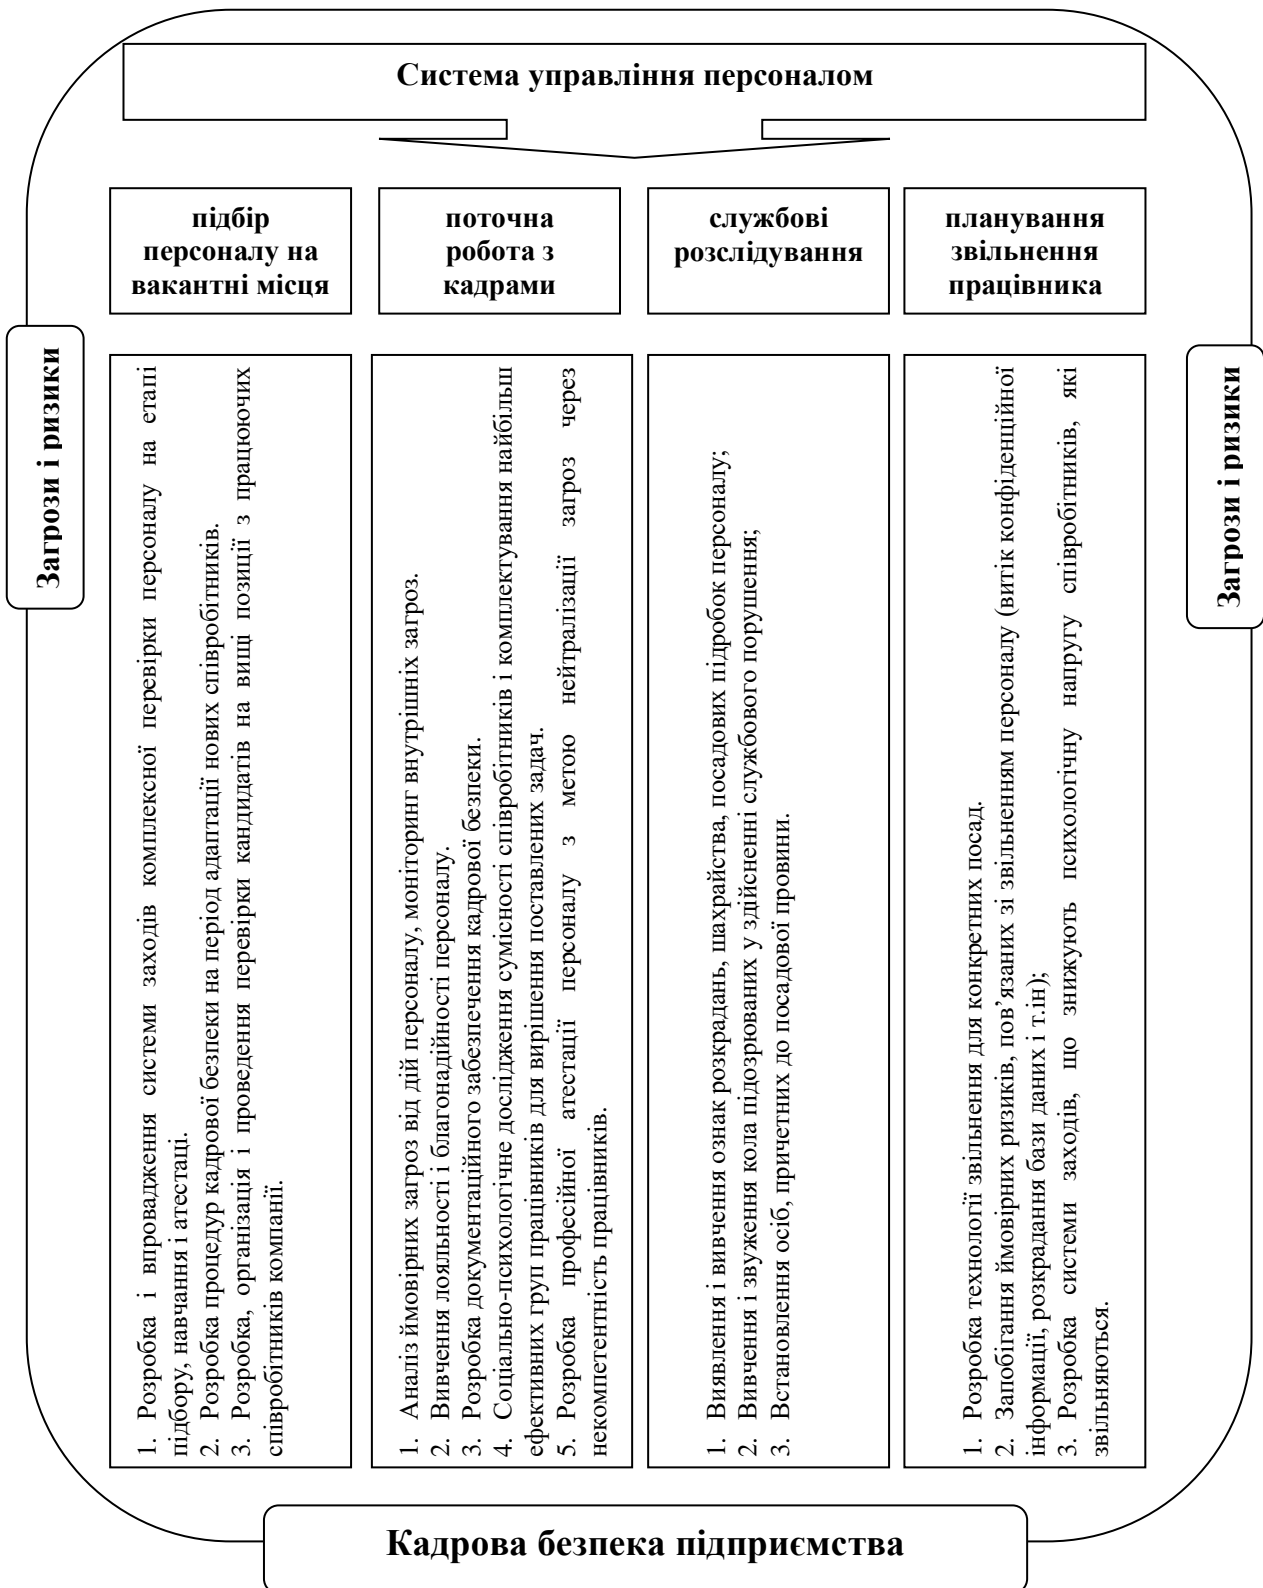 Система управління персоналом
підбір
персоналу на
вакантні місця
поточна
робота з
кадрами
службові
розслідування
планування
звільнення
працівника
Загрози і ризики
1. Розробка і впровадження системи заходів комплексної перевірки персоналу на етапі
підбору, навчання і атестаці.
2. Розробка процедур кадрової безпеки на період адаптації нових співробітників.
3. Розробка, організація і проведення перевірки кандидатів на вищі позиції з працюючих
співробітників компанії.
1. Аналіз ймовірних загроз від дій персоналу, моніторинг внутрішніх загроз.
2. Вивчення лояльності і благонадійності персоналу.
3. Розробка документаційного забезпечення кадрової безпеки.
4. Соціально-психологічне дослідження сумісності співробітників і комплектування найбільш
ефективних груп працівників для вирішення поставлених задач.
5. Розробка професійної атестації персоналу з метою нейтралізації загроз через
некомпетентність працівників.
1. Виявлення і вивчення ознак розкрадань, шахрайства, посадових підробок персоналу;
2. Вивчення і звуження кола підозрюваних у здійсненні службового порушення;
3. Встановлення осіб, причетних до посадової провини.
1. Розробка технології звільнення для конкретних посад.
2. Запобігання ймовірних ризиків, пов’язаних зі звільненням персоналу (витік конфіденційної
інформації, розкрадання бази даних і т.ін);
3. Розробка системи заходів, що знижують психологічну напругу співробітників, які
звільняються.
Загрози і ризики
Кадрова безпека підприємства